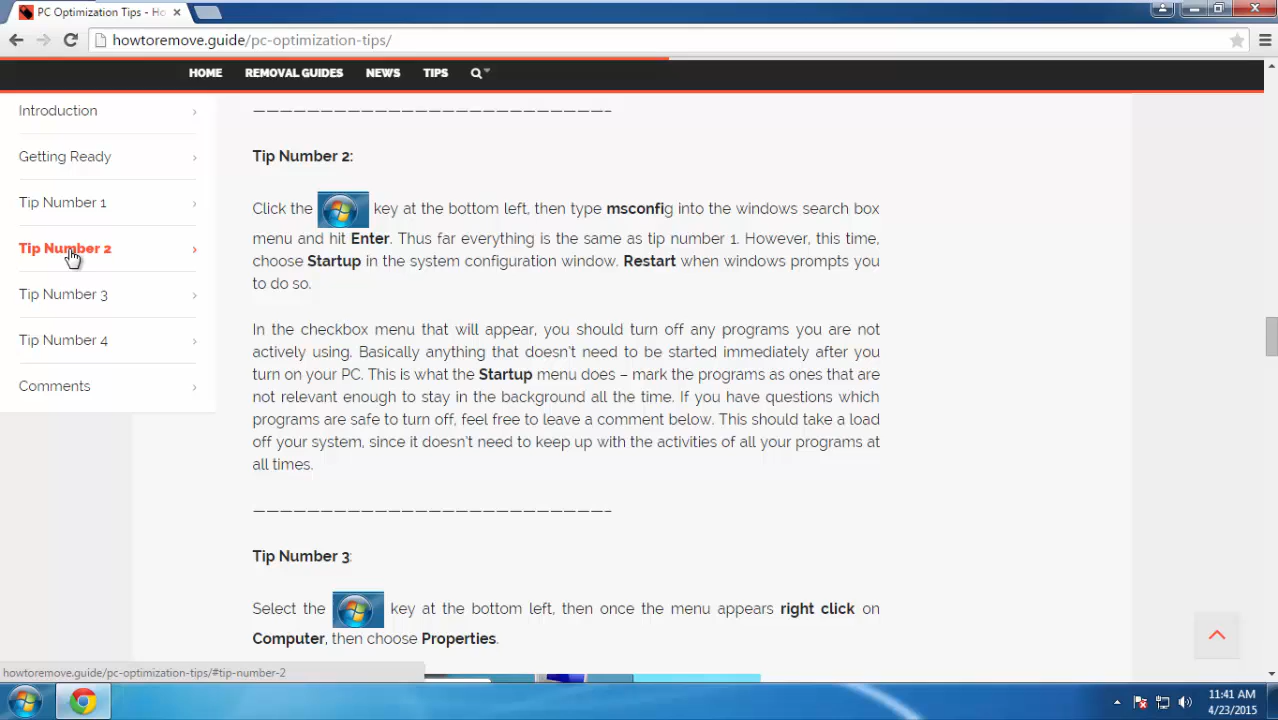 PC Optimization Tips - Ho
howtoremove.guide/pc-optimization-tips/
HOME REMOVAL GUIDES NEWS TIPS
Introduction
Getting Ready
Tip Number 1
Tip Number 2
Tip Number 3
Tip Number 4
Comments
———————————————————————————–
Tip Number 2:
Click the key at the bottom left, then type msconfig into the windows search box
menu and hit Enter. Thus far everything is the same as tip number 1. However, this time,
choose Startup in the system configuration window. Restart when windows prompts you
to do so.
In the checkbox menu that will appear, you should turn off any programs you are not
actively using. Basically anything that doesn't need to be started immediately after you
turn on your PC. This is what the Startup menu does – mark the programs as ones that are
not relevant enough to stay in the background all the time. If you have questions which
programs are safe to turn off, feel free to leave a comment below. This should take a load
off your system, since it doesn't need to keep up with the activities of all your programs at
all times.
———————————————————————————–
Tip Number 3:
Select the key at the bottom left, then once the menu appears right click on
Computer, then choose Properties.
howtoremove.guide/pc-optimization-tips/#tip-number-2
11:41 AM
4/23/2015